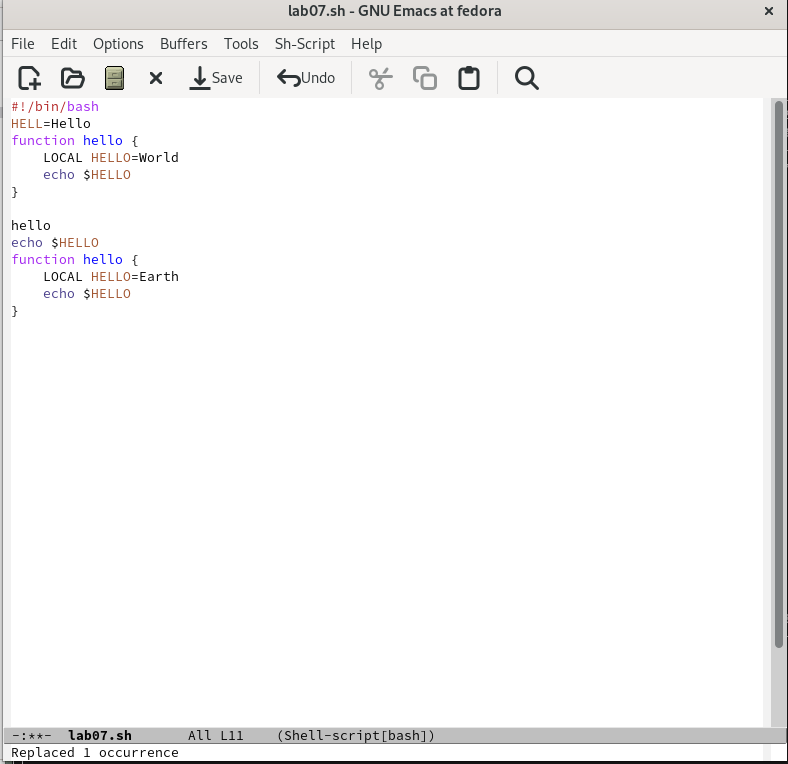 lab07.sh - GNU Emacs at fedora
File Edit Options Buffers Tools Sh-Script Help
Save Undo
#!/bin/bash
HELL=Hello
function hello {
    LOCAL HELLO=World
    echo $HELLO
}
hello
echo $HELLO
function hello {
    LOCAL HELLO=Earth
    echo $HELLO
}
-:**-  lab07.sh       All L11    (Shell-script[bash])
Replaced 1 occurrence